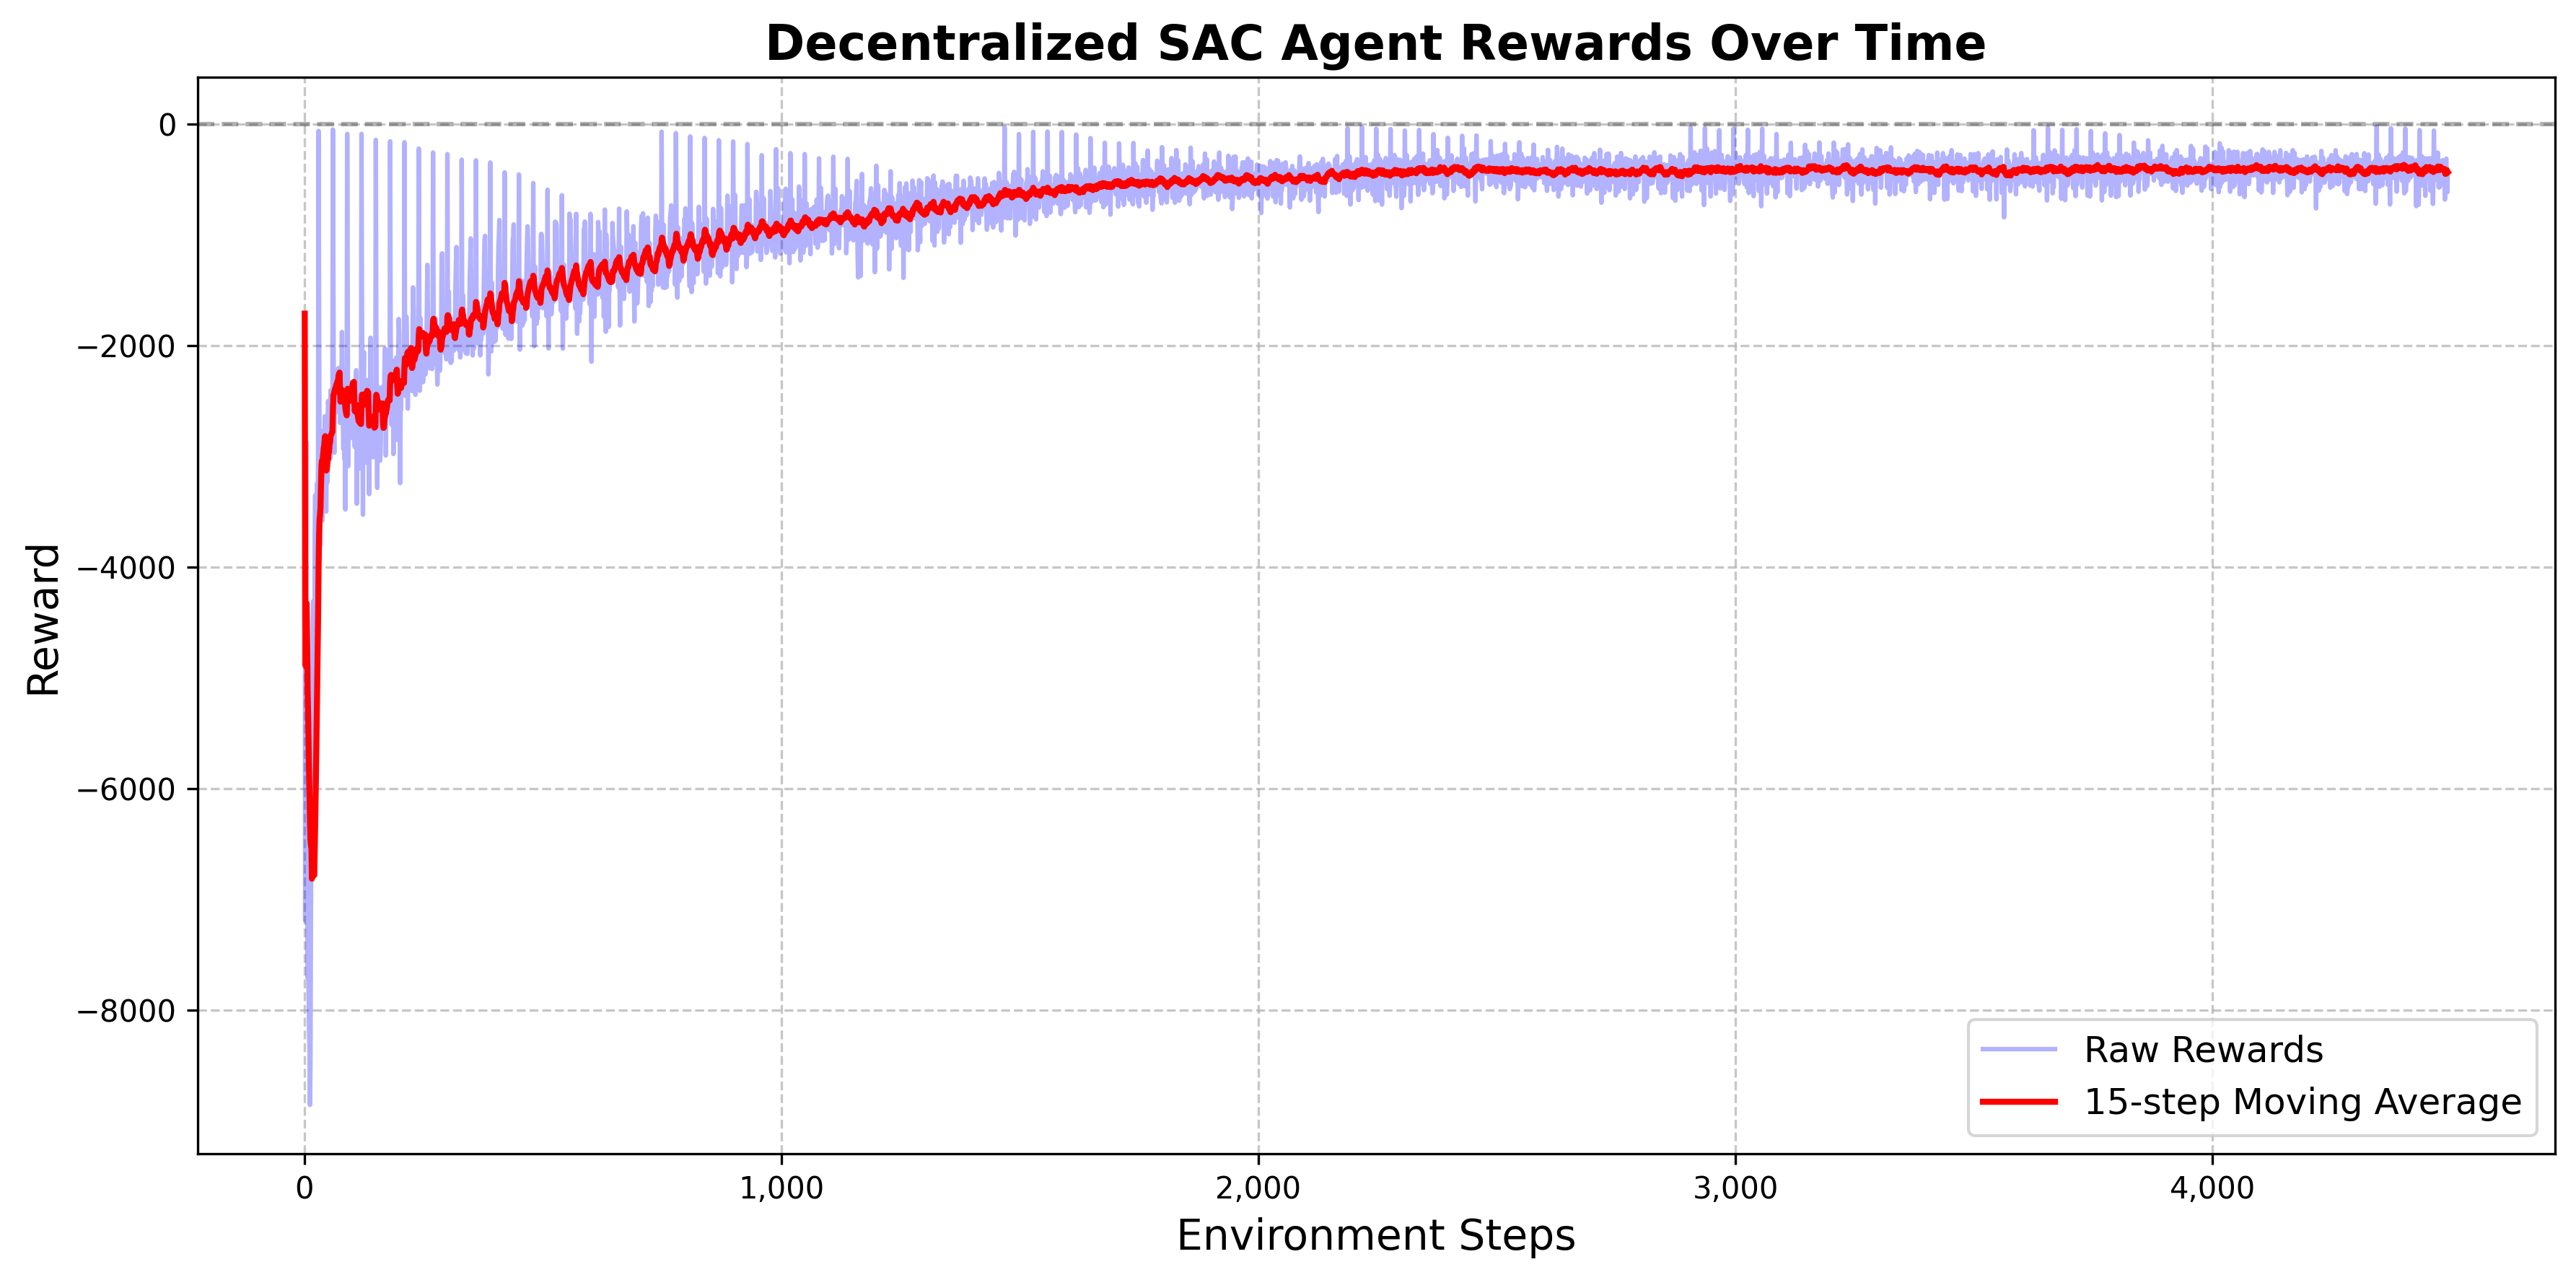 Decentralized SAC Agent Rewards Over Time
Reward
0
−2000
−4000
−6000
−8000
0
1,000
2,000
3,000
4,000
Environment Steps
Raw Rewards
15-step Moving Average